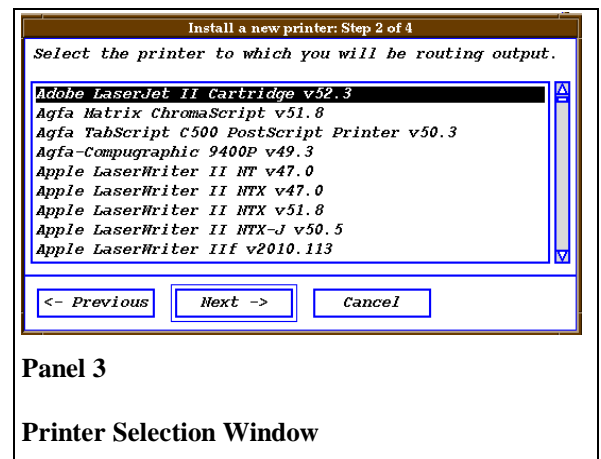 Install a new printer: Step 2 of 4
Select the printer to which you will be routing output.
Adobe LaserJet II Cartridge v52.3
Agfa Matrix ChromaScript v51.8
Agfa TabScript C500 PostScript Printer v50.3
Agfa-Compugraphic 9400P v49.3
Apple LaserWriter II NT v47.0
Apple LaserWriter II NTX v47.0
Apple LaserWriter II NTX v51.8
Apple LaserWriter II NTX-J v50.5
Apple LaserWriter IIf v2010.113
<- Previous Next -> Cancel
Panel 3
Printer Selection Window